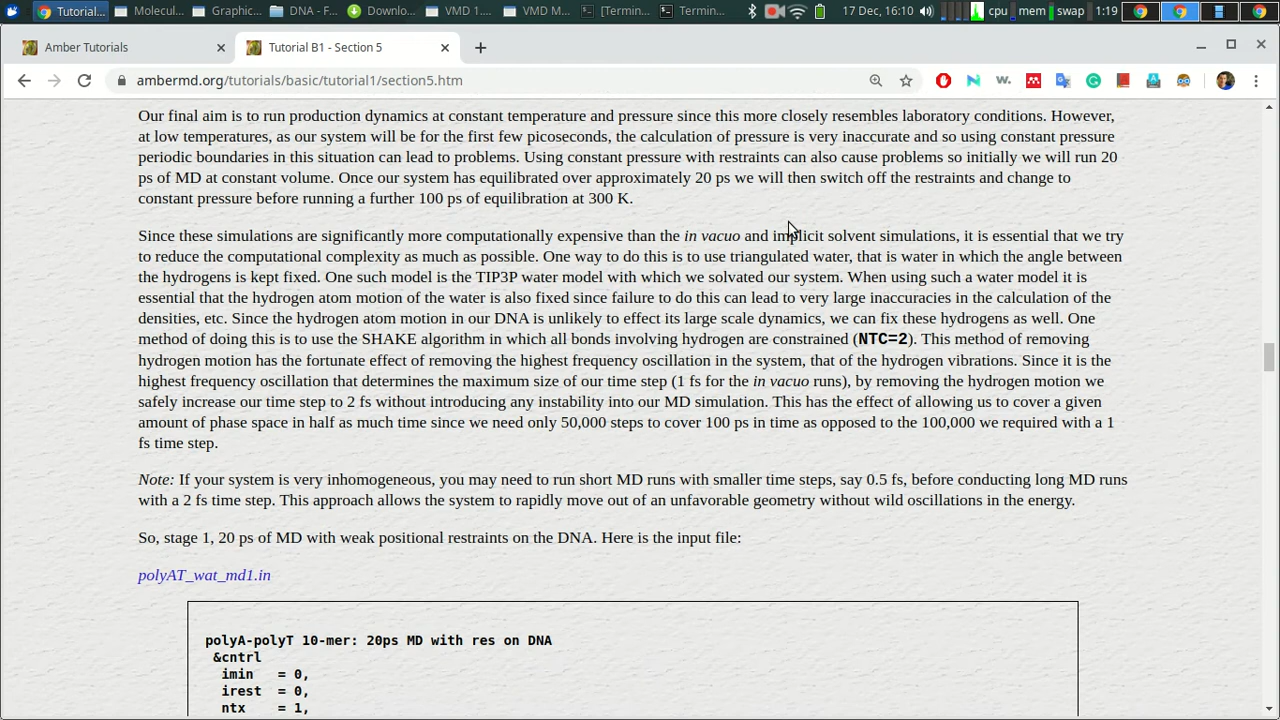 Tutorial...
Molecul...
Graphic...
DNA - F...
Downlo...
VMD 1...
VMD M...
[Termin...
Termin...
17 Dec, 16:10
cpu
mem
swap
1:19
Amber Tutorials
Tutorial B1 - Section 5
ambermd.org/tutorials/basic/tutorial1/section5.htm
Our final aim is to run production dynamics at constant temperature and pressure since this more closely resembles laboratory conditions. However,
at low temperatures, as our system will be for the first few picoseconds, the calculation of pressure is very inaccurate and so using constant pressure
periodic boundaries in this situation can lead to problems. Using constant pressure with restraints can also cause problems so initially we will run 20
ps of MD at constant volume. Once our system has equilibrated over approximately 20 ps we will then switch off the restraints and change to
constant pressure before running a further 100 ps of equilibration at 300 K.
Since these simulations are significantly more computationally expensive than the in vacuo and implicit solvent simulations, it is essential that we try
to reduce the computational complexity as much as possible. One way to do this is to use triangulated water, that is water in which the angle between
the hydrogens is kept fixed. One such model is the TIP3P water model with which we solvated our system. When using such a water model it is
essential that the hydrogen atom motion of the water is also fixed since failure to do this can lead to very large inaccuracies in the calculation of the
densities, etc. Since the hydrogen atom motion in our DNA is unlikely to effect its large scale dynamics, we can fix these hydrogens as well. One
method of doing this is to use the SHAKE algorithm in which all bonds involving hydrogen are constrained (NTC=2). This method of removing
hydrogen motion has the fortunate effect of removing the highest frequency oscillation in the system, that of the hydrogen vibrations. Since it is the
highest frequency oscillation that determines the maximum size of our time step (1 fs for the in vacuo runs), by removing the hydrogen motion we
safely increase our time step to 2 fs without introducing any instability into our MD simulation. This has the effect of allowing us to cover a given
amount of phase space in half as much time since we need only 50,000 steps to cover 100 ps in time as opposed to the 100,000 we required with a 1
fs time step.
Note: If your system is very inhomogeneous, you may need to run short MD runs with smaller time steps, say 0.5 fs, before conducting long MD runs
with a 2 fs time step. This approach allows the system to rapidly move out of an unfavorable geometry without wild oscillations in the energy.
So, stage 1, 20 ps of MD with weak positional restraints on the DNA. Here is the input file:
polyAT_wat_md1.in
polyA-polyT 10-mer: 20ps MD with res on DNA
&cntrl
imin = 0,
irest = 0,
ntx = 1,